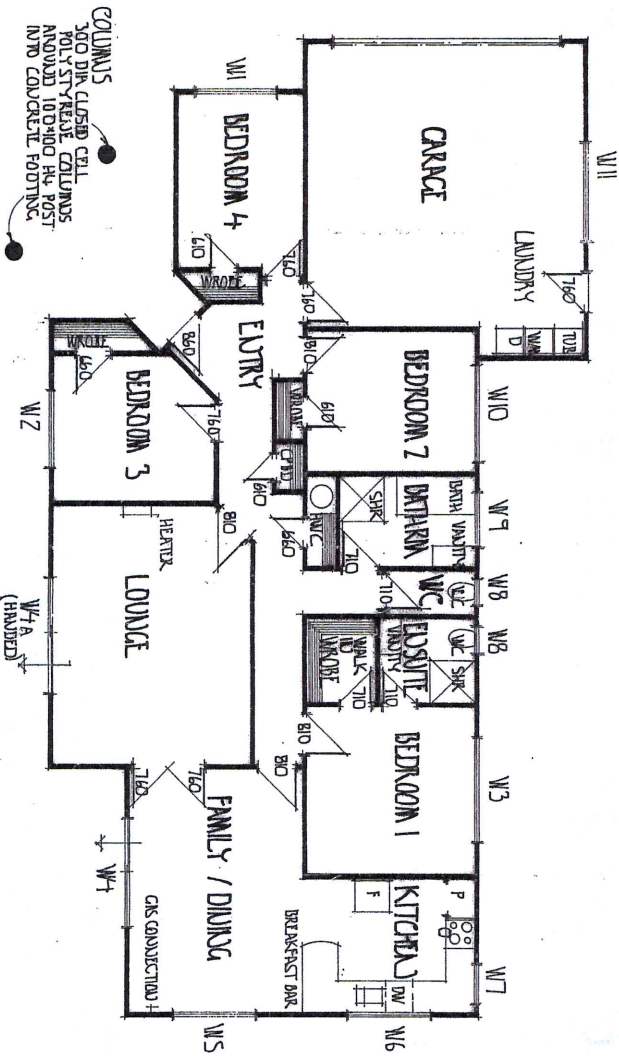 COLUMNS
300 DIA CLOSED CELL
POLYSTYRENE COLUMNS
AROUND 100x100 H4 POST
INTO CONCRETE FOOTING
W11
GARAGE
LAUNDRY
760
TUB
W/M
D
W1
BEDROOM 4
610
760
WROBE
760
ENTRY
860
WROBE
660
BEDROOM 3
760
W2
810
BEDROOM 2
610
W10
WROBE
CPBD
610
HWC
660
SHR
BATHRM
BATH
VANITY
710
W9
WC
WC
710
W8
ENSUITE
VANITY
WC
SHR
710
W8
WALK
IN
WROBE
710
810
HEATER
LOUNGE
W4A
(HANDED)
810
BEDROOM 1
W3
810
760
760
FAMILY / DINING
W4
GAS CONNECTION
BREAKFAST BAR
KITCHEN
F
P
DW
W7
W6
W5